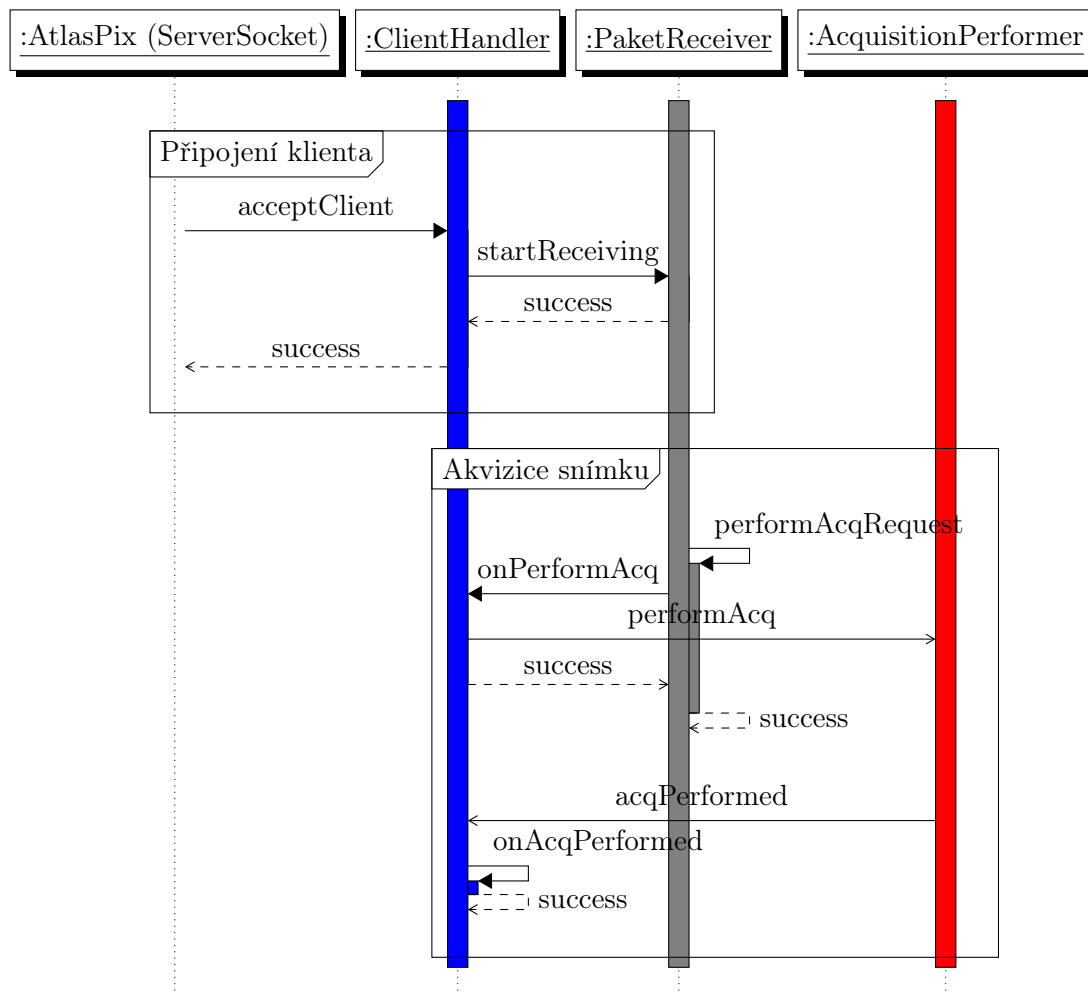 :AtlasPix (ServerSocket)
:ClientHandler
:PaketReceiver
:AcquisitionPerformer
Připojení klienta
acceptClient
startReceiving
success
success
Akvizice snímku
performAcqRequest
onPerformAcq
performAcq
success
success
acqPerformed
onAcqPerformed
success